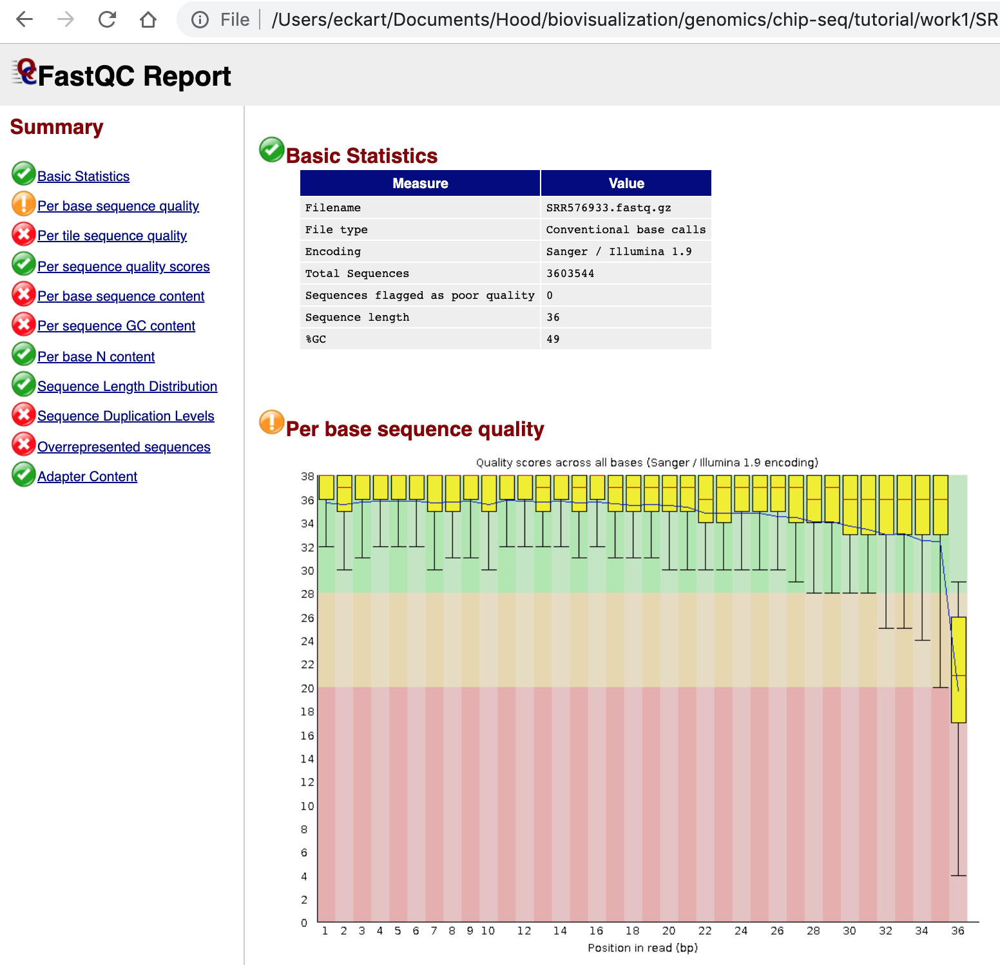 File /Users/eckart/Documents/Hood/biovisualization/genomics/chip-seq/tutorial/work1/SR
FastQC Report
Summary
Basic Statistics
Per base sequence quality
Per tile sequence quality
Per sequence quality scores
Per base sequence content
Per sequence GC content
Per base N content
Sequence Length Distribution
Sequence Duplication Levels
Overrepresented sequences
Adapter Content
Basic Statistics
Measure Value
Filename SRR576933.fastq.gz
File type Conventional base calls
Encoding Sanger / Illumina 1.9
Total Sequences 3603544
Sequences flagged as poor quality 0
Sequence length 36
%GC 49
Per base sequence quality
Quality scores across all bases (Sanger / Illumina 1.9 encoding)
38
36
34
32
30
28
26
24
22
20
18
16
14
12
10
8
6
4
2
0
1 2 3 4 5 6 7 8 9 10 12 14 16 18 20 22 24 26 28 30 32 34 36
Position in read (bp)